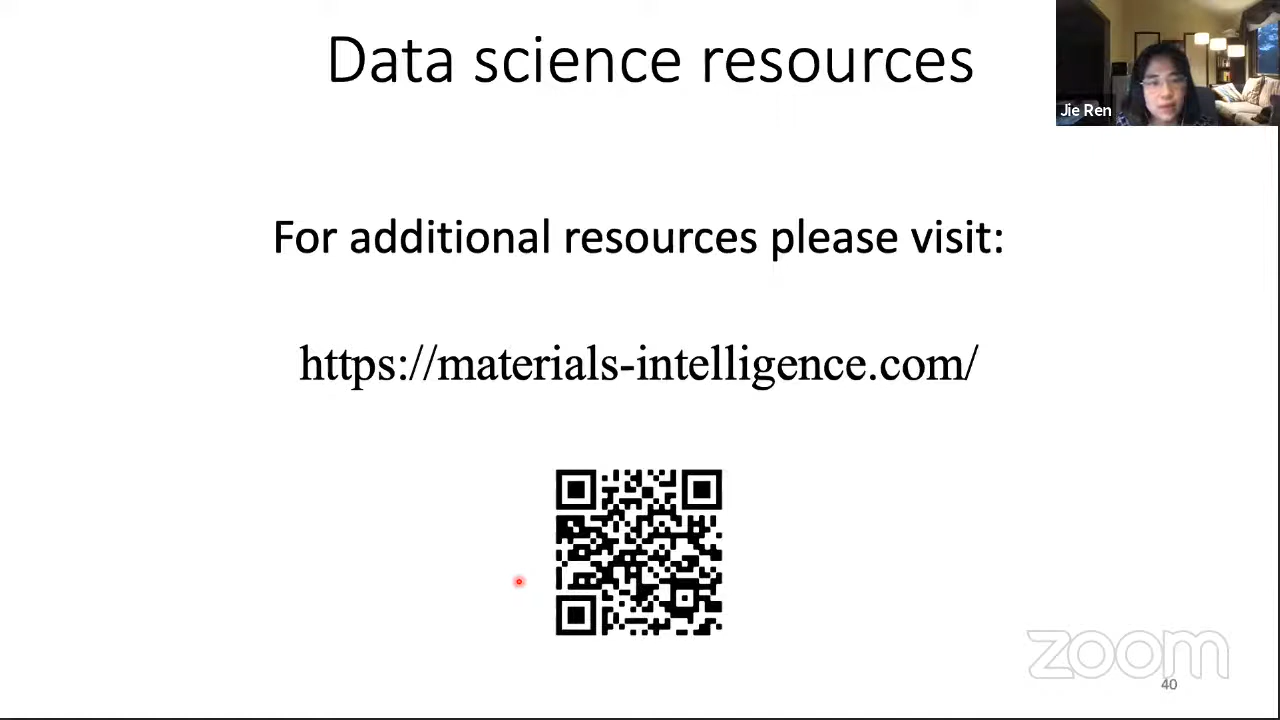 Data science resources
Jie Ren
For additional resources please visit:
https://materials-intelligence.com/
zoom
40